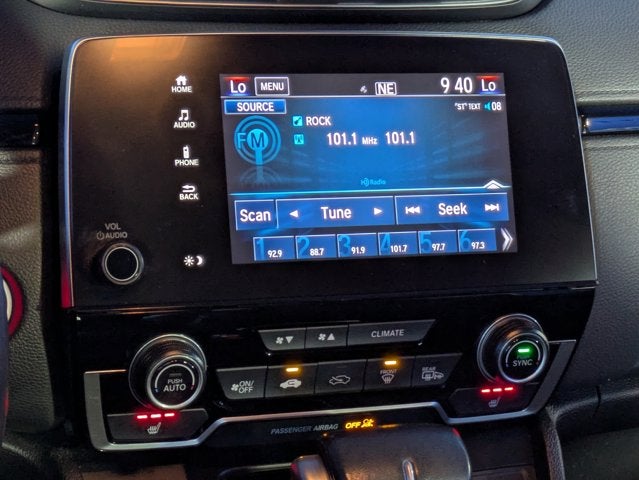 Lo MENU NE 9 40 Lo
HOME
SOURCE "ST" TEXT 08
AUDIO ROCK
FM 101.1 MHz 101.1
PHONE
HD Radio
BACK
Scan Tune Seek
VOL
AUDIO
1 92.9 2 88.7 3 91.9 4 101.7 5 97.7 6 97.3
CLIMATE
PUSH AUTO ON/OFF FRONT REAR SYNC
PASSENGER AIRBAG OFF